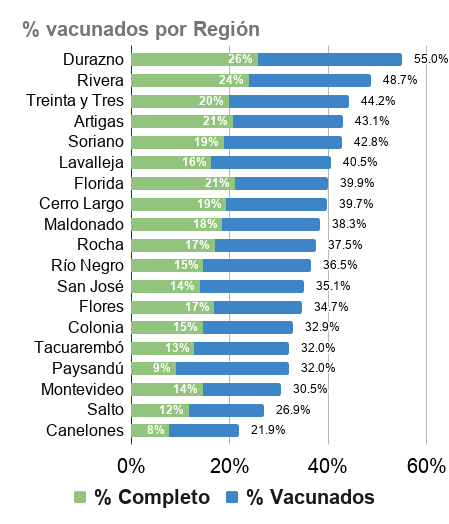 % vacunados por Región
Durazno 26% 55.0%
Rivera 24% 48.7%
Treinta y Tres 20% 44.2%
Artigas 21% 43.1%
Soriano 19% 42.8%
Lavalleja 16% 40.5%
Florida 21% 39.9%
Cerro Largo 19% 39.7%
Maldonado 18% 38.3%
Rocha 17% 37.5%
Río Negro 15% 36.5%
San José 14% 35.1%
Flores 17% 34.7%
Colonia 15% 32.9%
Tacuarembó 13% 32.0%
Paysandú 9% 32.0%
Montevideo 14% 30.5%
Salto 12% 26.9%
Canelones 8% 21.9%
0% 20% 40% 60%
% Completo % Vacunados